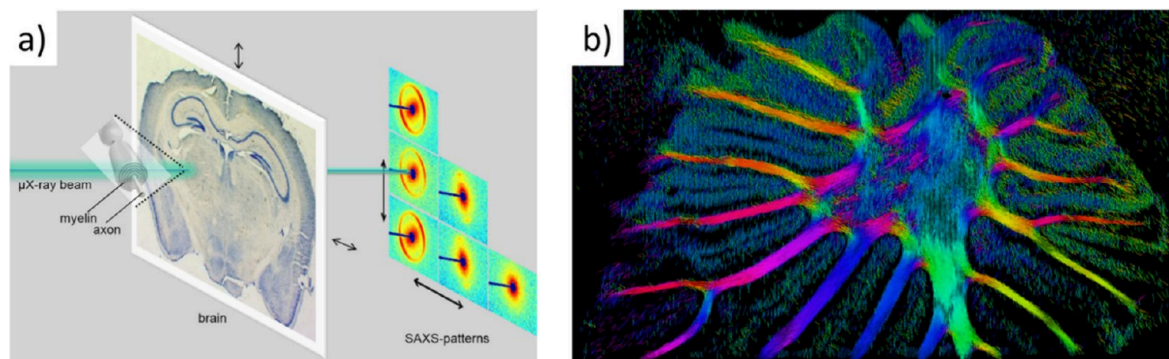 a)
μX-ray beam
myelin
axon
brain
SAXS-patterns
b)